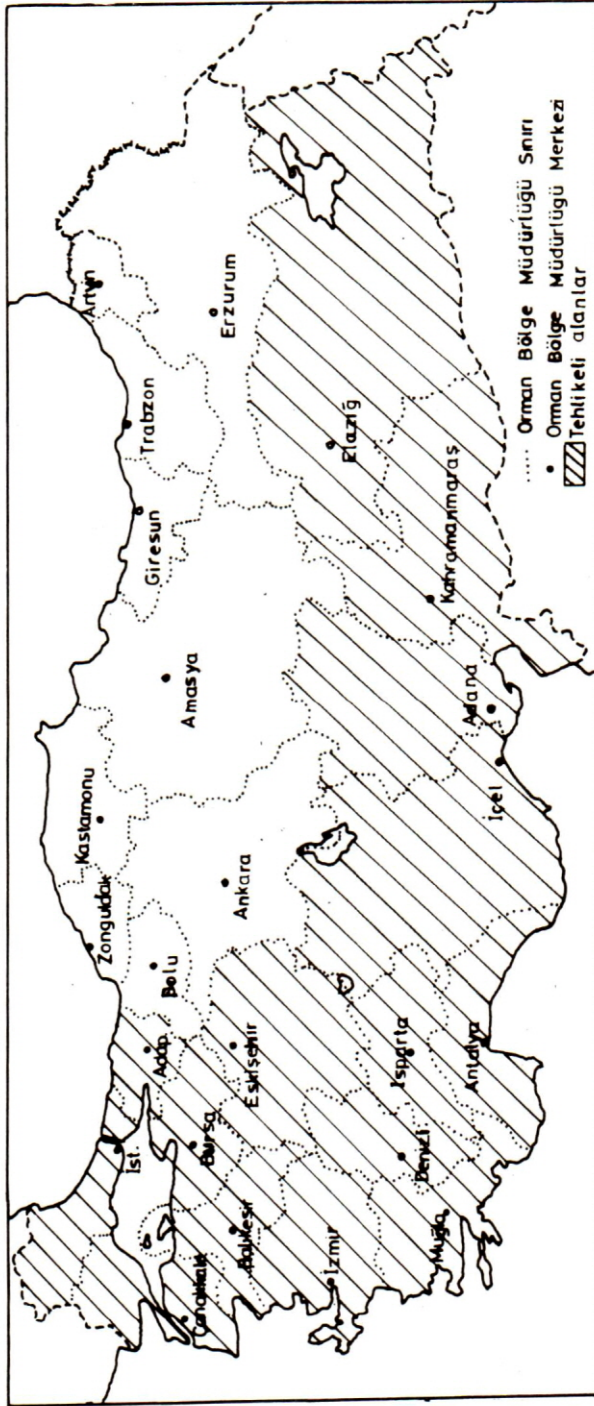 Artvin
Trabzon
Giresun
Erzurum
Amasya
Kastamonu
Zonguldak
Bolu
Ankara
Adap.
İst.
Bursa
Eskişehir
Balıkesir
Çanakkale
İzmir
Elazığ
Kahramanmaraş
Adana
İçel
Isparta
Antalya
Denizli
Muğla
Orman Bölge Müdürlüğü Sınırı
Orman Bölge Müdürlüğü Merkezi
Tehlikeli alanlar